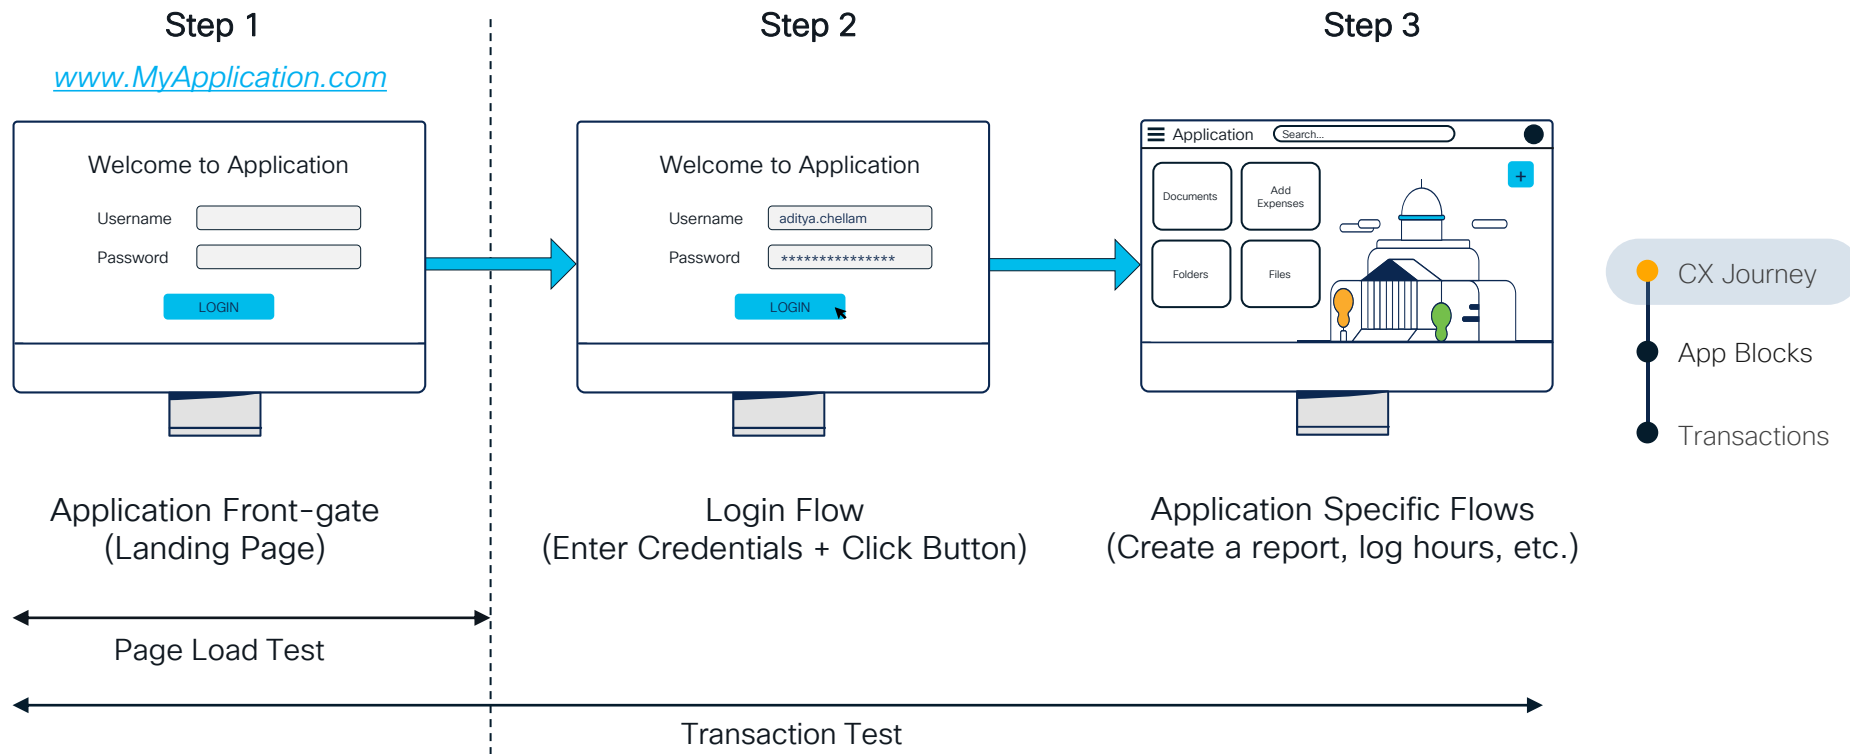 Step 1
Step 2
Step 3
www.MyApplication.com
Welcome to Application
Username
Password
LOGIN
Welcome to Application
Username aditya.chellam
Password ***************
LOGIN
Application Search...
Documents
Add
Expenses
Folders
Files
+
CX Journey
App Blocks
Transactions
Application Front-gate
(Landing Page)
Login Flow
(Enter Credentials + Click Button)
Application Specific Flows
(Create a report, log hours, etc.)
Page Load Test
Transaction Test